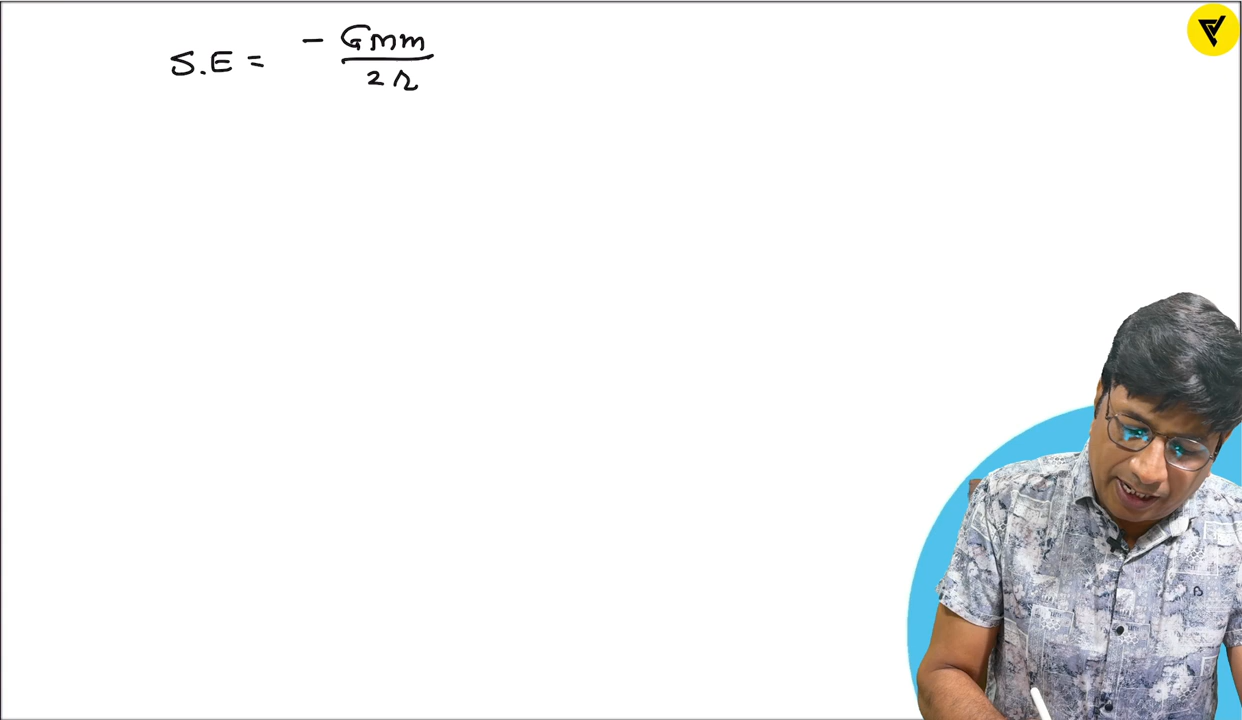 S.E = - GMm / 2r